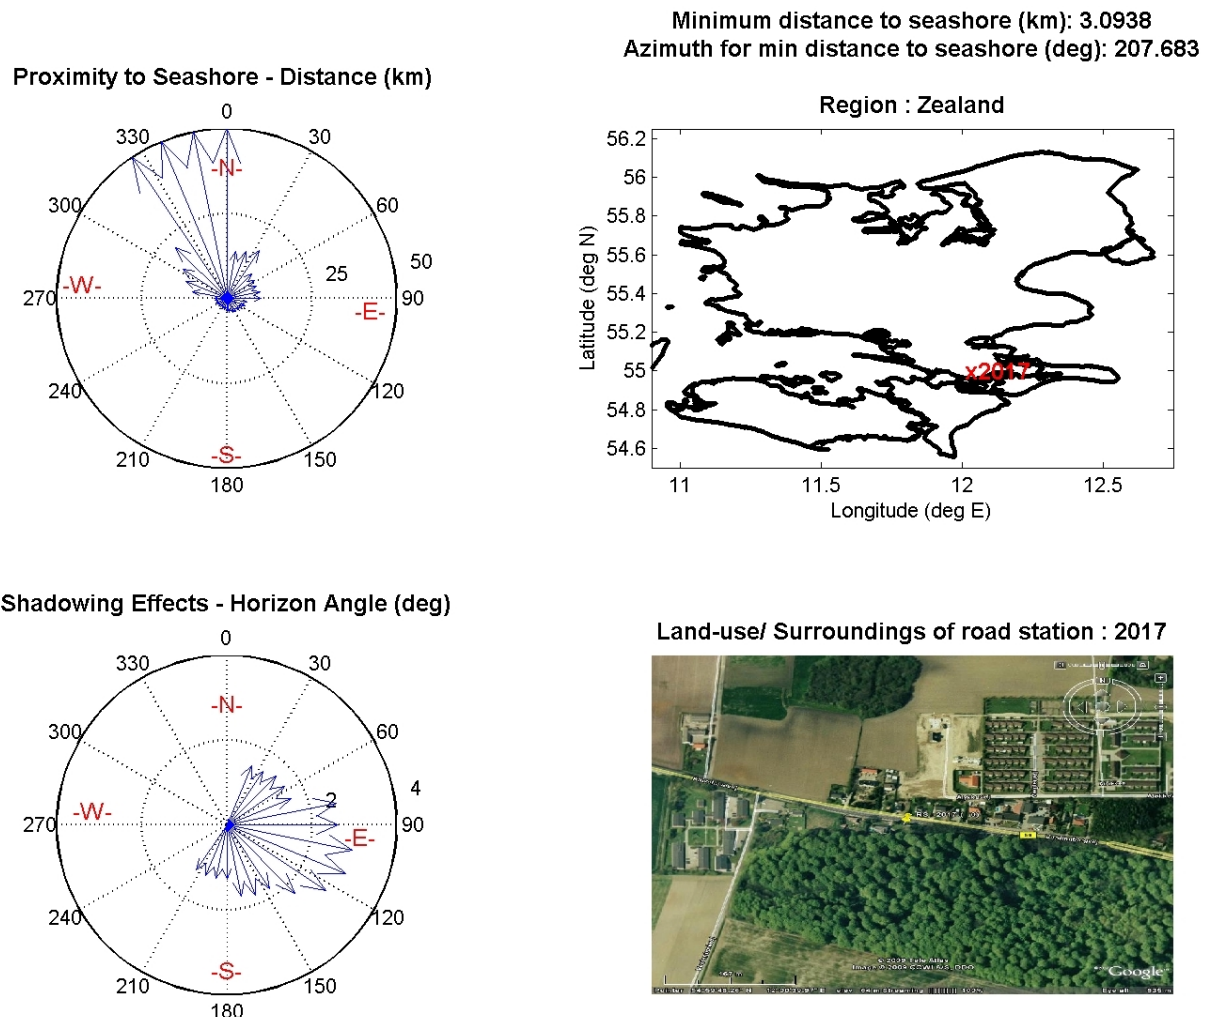 Minimum distance to seashore (km): 3.0938
Azimuth for min distance to seashore (deg): 207.683
Proximity to Seashore - Distance (km)
0
330
30
-N-
300
60
50
25
-W-
270
90
-E-
240
120
210
-S-
150
180
Region : Zealand
56.2
56
55.8
55.6
55.4
55.2
55
54.8
54.6
Latitude (deg N)
x2017
11
11.5
12
12.5
Longitude (deg E)
Shadowing Effects - Horizon Angle (deg)
0
330
30
-N-
300
60
4
2
-W-
270
90
-E-
240
120
210
-S-
150
180
Land-use/ Surroundings of road station : 2017
© 2009 Tele Atlas
Google